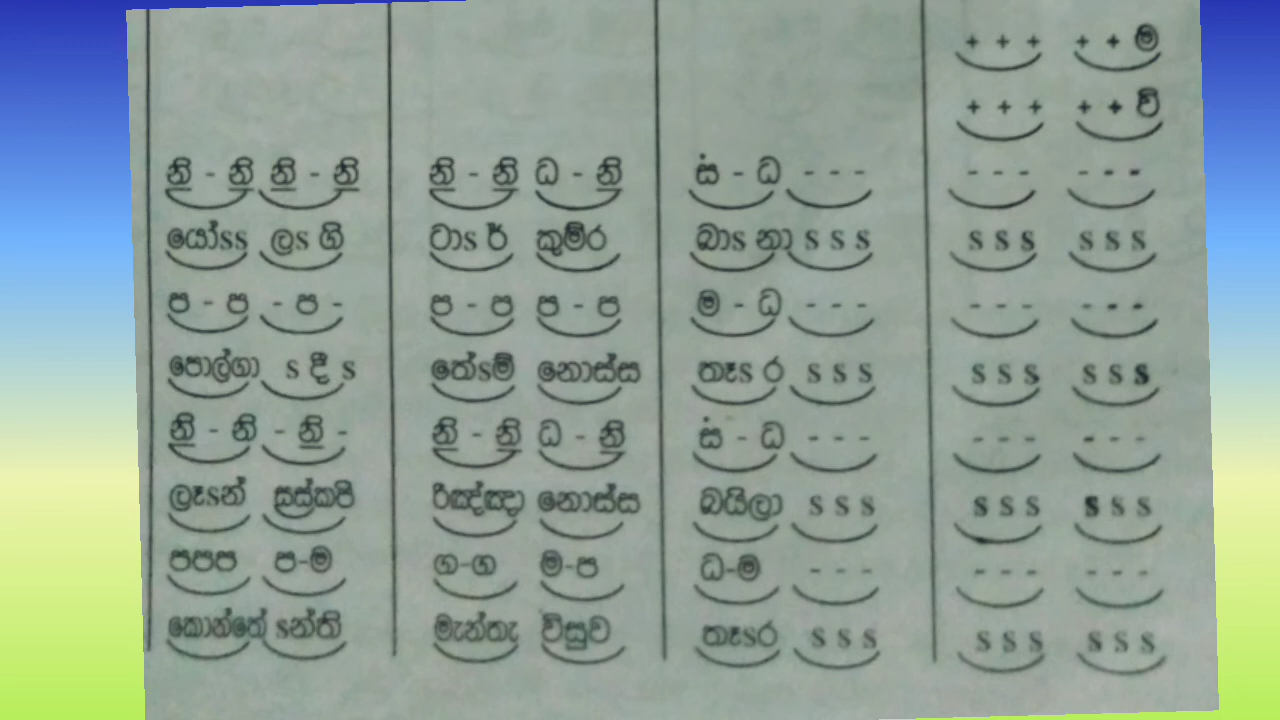 + + + + + ම
+ + + + + වි
නි - නි නි - නි නි - නි ධ - නි සං - ධ - - - - - - - - -
යෝss ලs ගි ටාs ර් කුම්ර බාs නා s s s s s s s s s
ප - ප - ප - ප - ප ප - ප ම - ධ - - - - - - - - -
පොල්ගා s දී s තේsම් නොස්ස තෑs ර s s s s s s s s s
නි - නි - නි - නි - නි ධ - නි සං - ධ - - - - - - - - -
ලෑsන් සුස්කපි රිඤ්ඤා නොස්ස බයිලා s s s s s s s s s
පපප ප-ම ග-ග ම-ප ධ-ම - - - - - - - - -
කොන්තේ sන්ති මැන්තැ විසුව තෑsර s s s s s s s s s